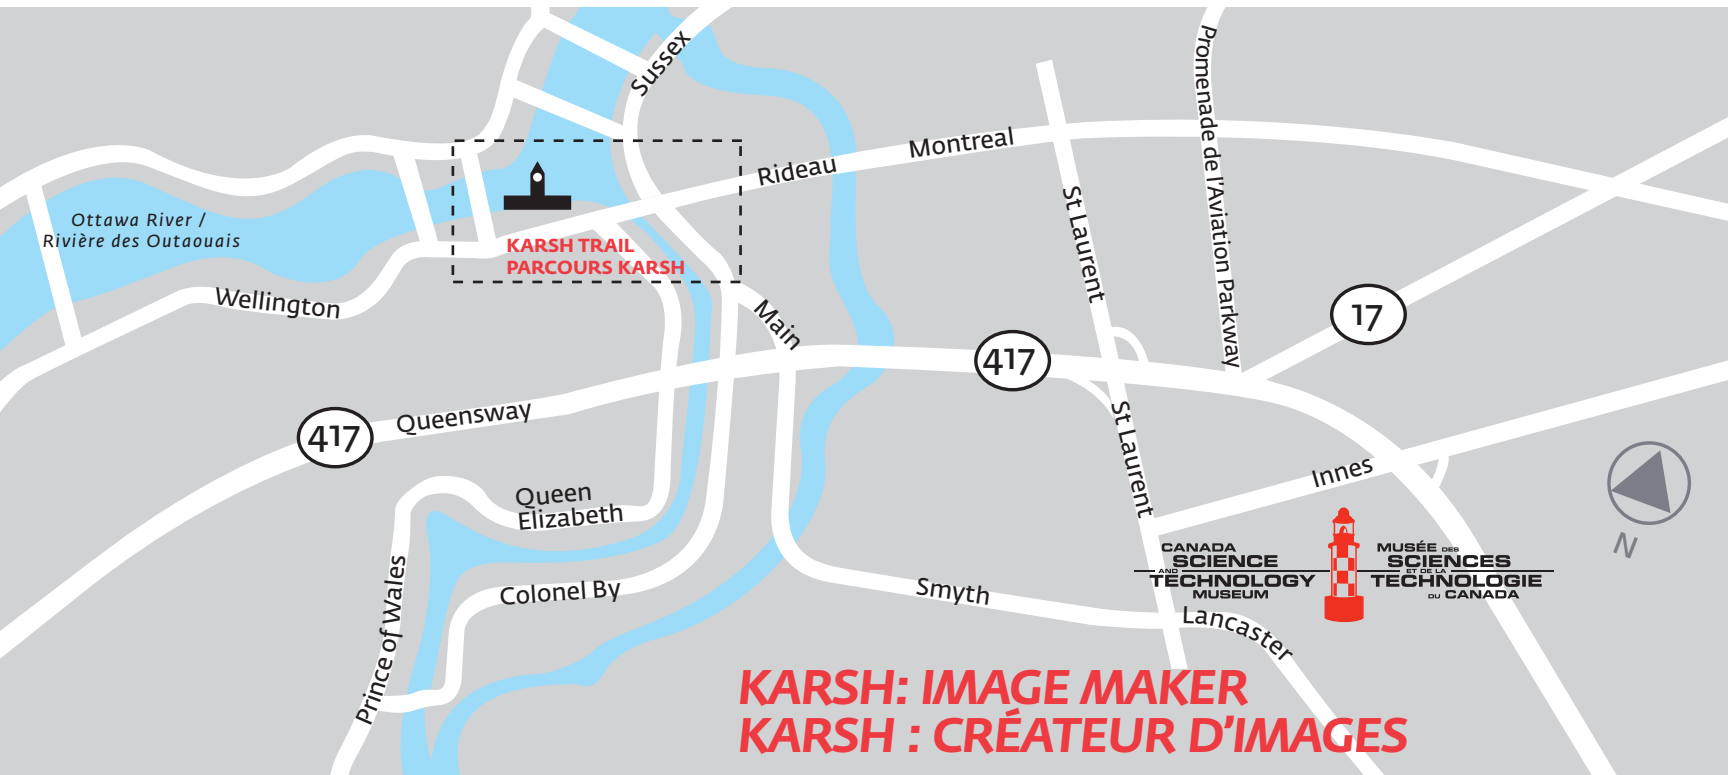 Sussex
Promenade de l'Aviation Parkway
Montreal
Rideau
Ottawa River /
Rivière des Outaouais
St Laurent
KARSH TRAIL
PARCOURS KARSH
Wellington
Main
17
417
Queensway
417
St Laurent
Innes
Queen
Elizabeth
N
CANADA
SCIENCE
AND
TECHNOLOGY
MUSEUM
MUSÉE DES
SCIENCES
ET DE LA
TECHNOLOGIE
DU CANADA
Prince of Wales
Colonel By
Smyth
Lancaster
KARSH: IMAGE MAKER
KARSH : CRÉATEUR D'IMAGES